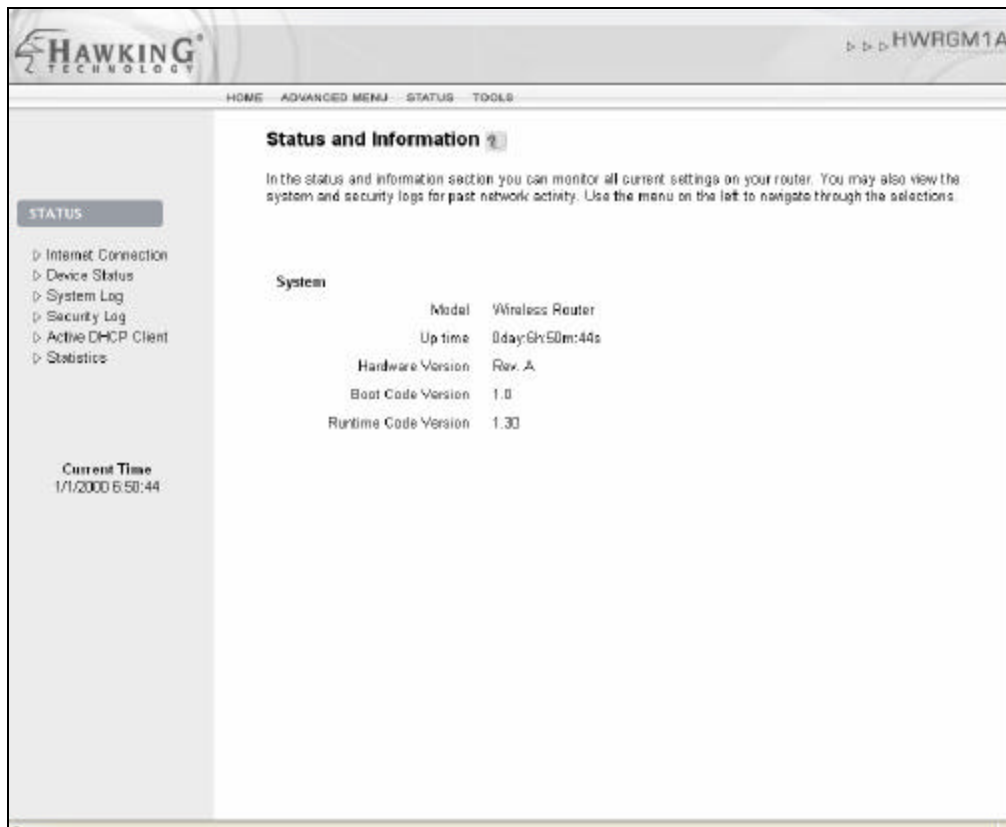 HAWKING
TECHNOLOGY
HWRGM1A
HOME ADVANCED MENU STATUS TOOLS
Status and Information
In the status and information section you can monitor all current settings on your router. You may also view the
system and security logs for past network activity. Use the menu on the left to navigate through the selections.
STATUS
Internet Connection
Device Status
System Log
Security Log
Active DHCP Client
Statistics
Current Time
1/1/2000 6:50:44
System
Model Wireless Router
Up time 0day:6h:50m:44s
Hardware Version Rev. A
Boot Code Version 1.0
Runtime Code Version 1.30